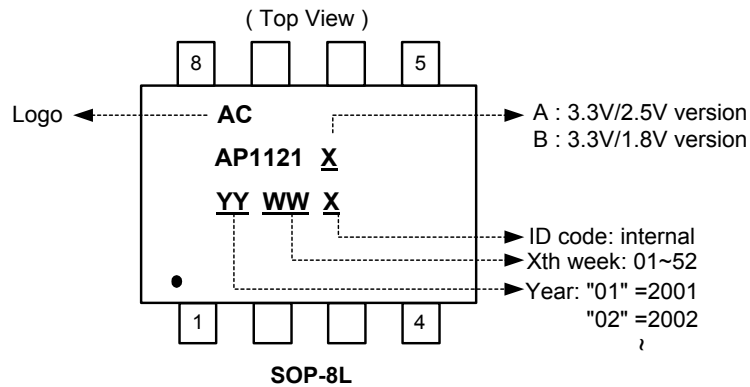 ( Top View )
8 5
Logo AC A : 3.3V/2.5V version
B : 3.3V/1.8V version
AP1121 X
YY WW X
ID code: internal
Xth week: 01~52
Year: "01" =2001
"02" =2002
~
1 4
SOP-8L